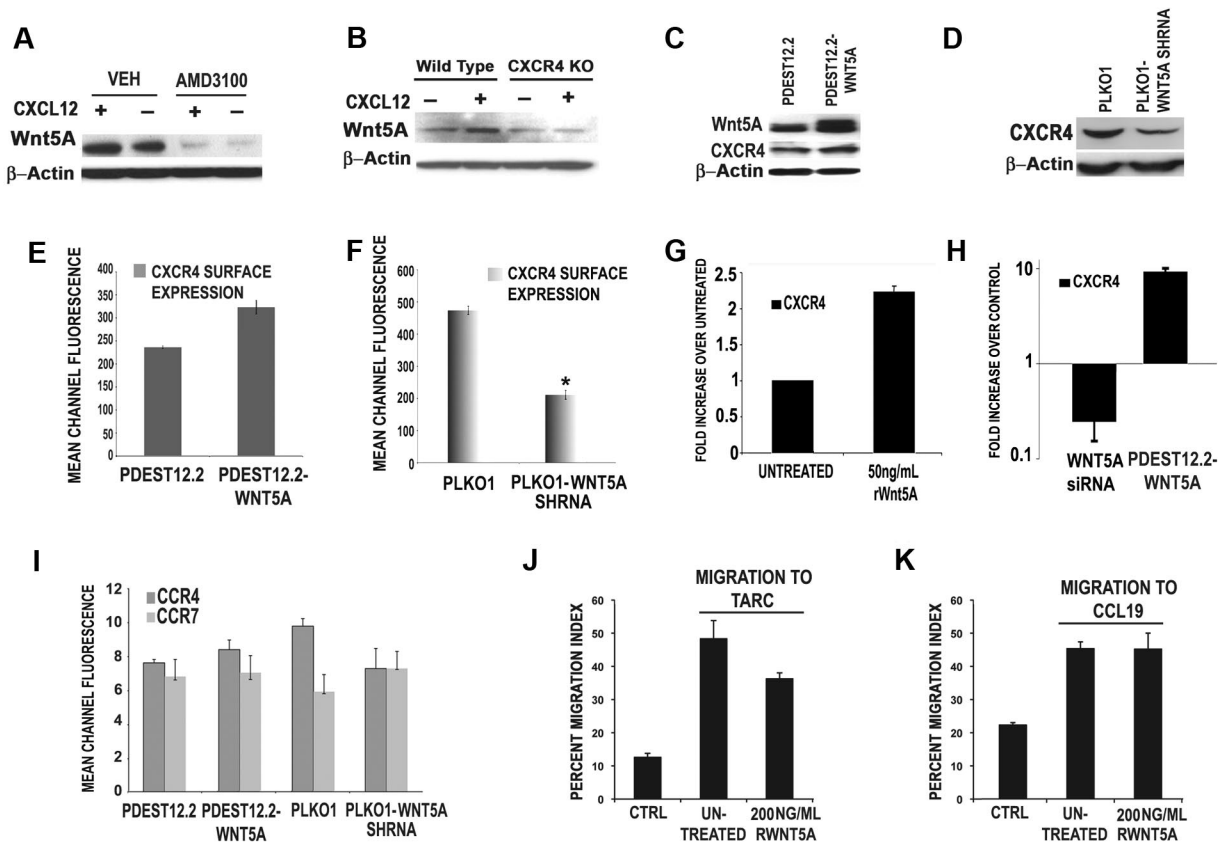 A
VEH AMD3100
CXCL12 + − + −
Wnt5A
β–Actin
B
Wild Type CXCR4 KO
CXCL12 − + − +
Wnt5A
β–Actin
C
PDEST12.2
PDEST12.2-
WNT5A
Wnt5A
CXCR4
β–Actin
D
PLKO1
PLKO1-
WNT5A SHRNA
CXCR4
β–Actin
E
MEAN CHANNEL FLUORESCENCE
400
350
300
250
200
150
100
50
0
CXCR4 SURFACE
EXPRESSION
PDEST12.2
PDEST12.2-
WNT5A
F
MEAN CHANNEL FLUORESCENCE
600
500
400
300
200
100
0
CXCR4 SURFACE
EXPRESSION
*
PLKO1
PLKO1-WNT5A
SHRNA
G
FOLD INCREASE OVER UNTREATED
2.5
2
1.5
1
0.5
0
CXCR4
UNTREATED
50ng/mL
rWnt5A
H
FOLD INCREASE OVER CONTROL
10
1
0.1
CXCR4
WNT5A
siRNA
PDEST12.2-
WNT5A
I
MEAN CHANNEL FLUORESCENCE
12
10
8
6
4
2
0
CCR4
CCR7
PDEST12.2
PDEST12.2-
WNT5A
PLKO1
PLKO1-WNT5A
SHRNA
J
MIGRATION TO
TARC
PERCENT MIGRATION INDEX
60
50
40
30
20
10
0
CTRL
UN-
TREATED
200NG/ML
RWNT5A
K
MIGRATION TO
CCL19
PERCENT MIGRATION INDEX
60
50
40
30
20
10
0
CTRL
UN-
TREATED
200NG/ML
RWNT5A